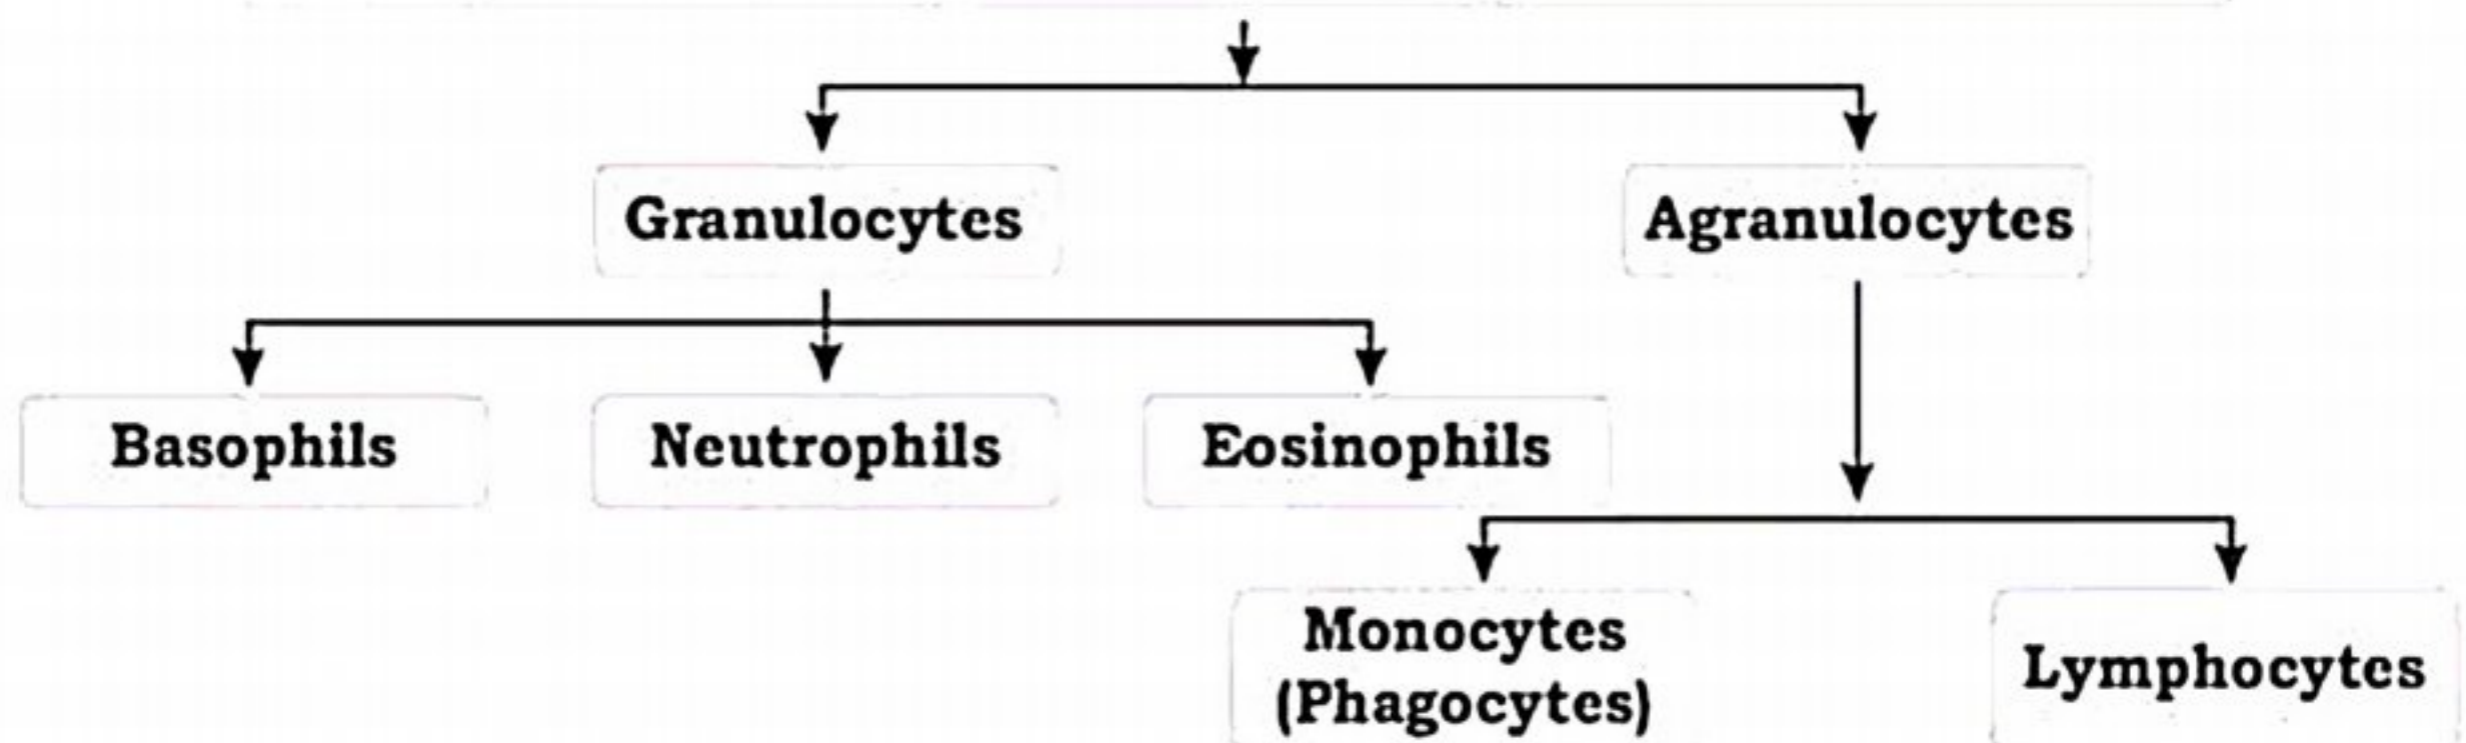 Granulocytes
Agranulocytes
Basophils
Neutrophils
Eosinophils
Monocytes
(Phagocytes)
Lymphocytes